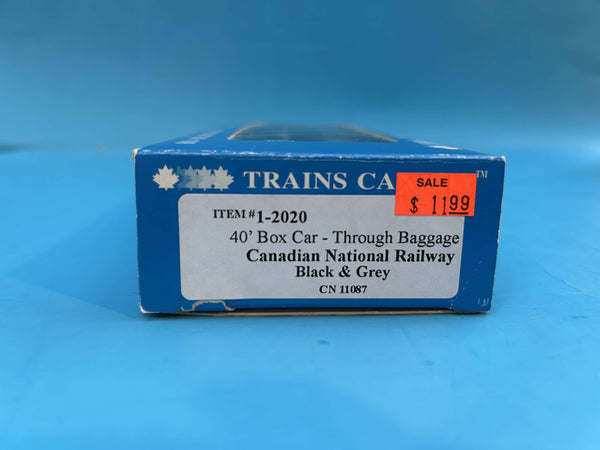 TRAINS CA
TM
SALE
$ 11.99
ITEM #1-2020
40' Box Car - Through Baggage
Canadian National Railway
Black & Grey
CN 11087